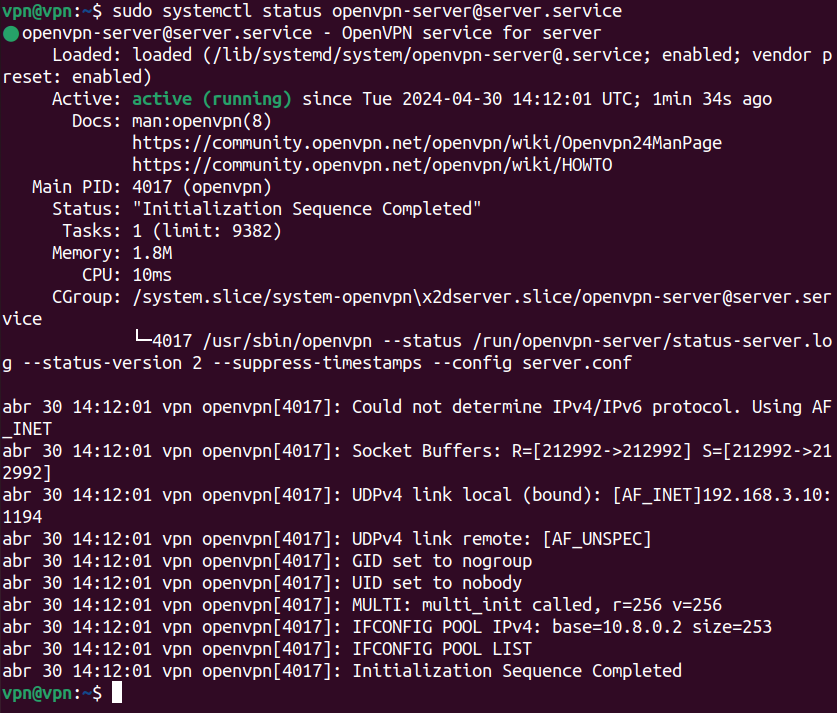 vpn@vpn:~$ sudo systemctl status openvpn-server@server.service
●openvpn-server@server.service - OpenVPN service for server
     Loaded: loaded (/lib/systemd/system/openvpn-server@.service; enabled; vendor p
reset: enabled)
     Active: active (running) since Tue 2024-04-30 14:12:01 UTC; 1min 34s ago
       Docs: man:openvpn(8)
             https://community.openvpn.net/openvpn/wiki/Openvpn24ManPage
             https://community.openvpn.net/openvpn/wiki/HOWTO
   Main PID: 4017 (openvpn)
     Status: "Initialization Sequence Completed"
      Tasks: 1 (limit: 9382)
     Memory: 1.8M
        CPU: 10ms
     CGroup: /system.slice/system-openvpn\x2dserver.slice/openvpn-server@server.ser
vice
             └─4017 /usr/sbin/openvpn --status /run/openvpn-server/status-server.lo
g --status-version 2 --suppress-timestamps --config server.conf

abr 30 14:12:01 vpn openvpn[4017]: Could not determine IPv4/IPv6 protocol. Using AF
_INET
abr 30 14:12:01 vpn openvpn[4017]: Socket Buffers: R=[212992->212992] S=[212992->21
2992]
abr 30 14:12:01 vpn openvpn[4017]: UDPv4 link local (bound): [AF_INET]192.168.3.10:
1194
abr 30 14:12:01 vpn openvpn[4017]: UDPv4 link remote: [AF_UNSPEC]
abr 30 14:12:01 vpn openvpn[4017]: GID set to nogroup
abr 30 14:12:01 vpn openvpn[4017]: UID set to nobody
abr 30 14:12:01 vpn openvpn[4017]: MULTI: multi_init called, r=256 v=256
abr 30 14:12:01 vpn openvpn[4017]: IFCONFIG POOL IPv4: base=10.8.0.2 size=253
abr 30 14:12:01 vpn openvpn[4017]: IFCONFIG POOL LIST
abr 30 14:12:01 vpn openvpn[4017]: Initialization Sequence Completed
vpn@vpn:~$